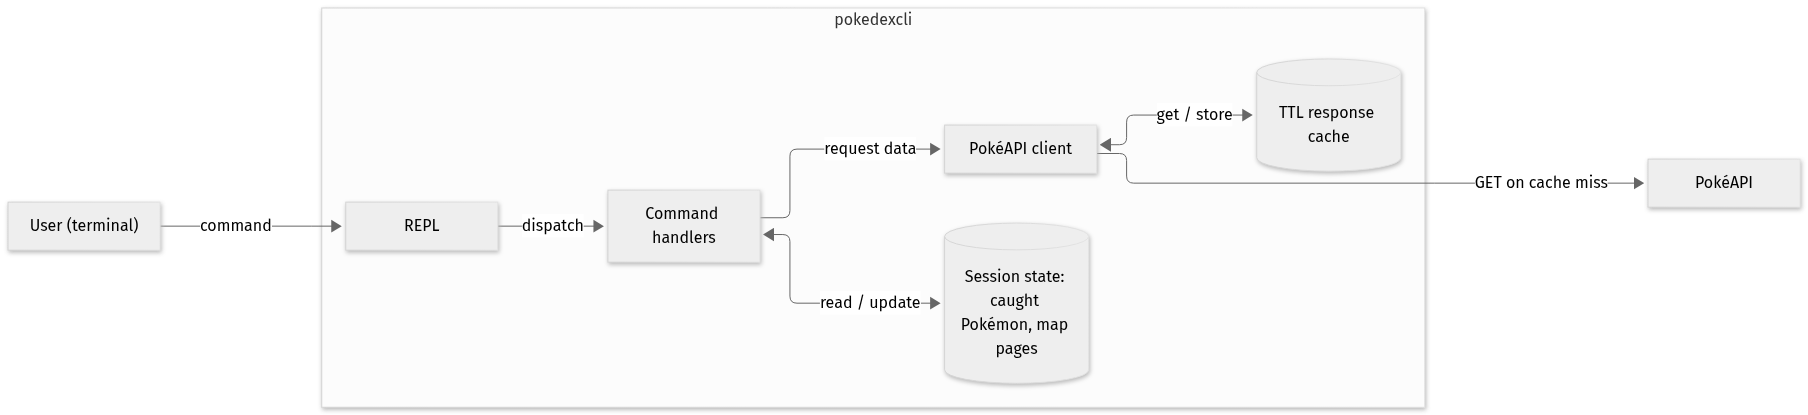 pokedexcli
User (terminal)
command
REPL
dispatch
Command
handlers
request data
PokéAPI client
get / store
TTL response
cache
GET on cache miss
PokéAPI
read / update
Session state:
caught
Pokémon, map
pages